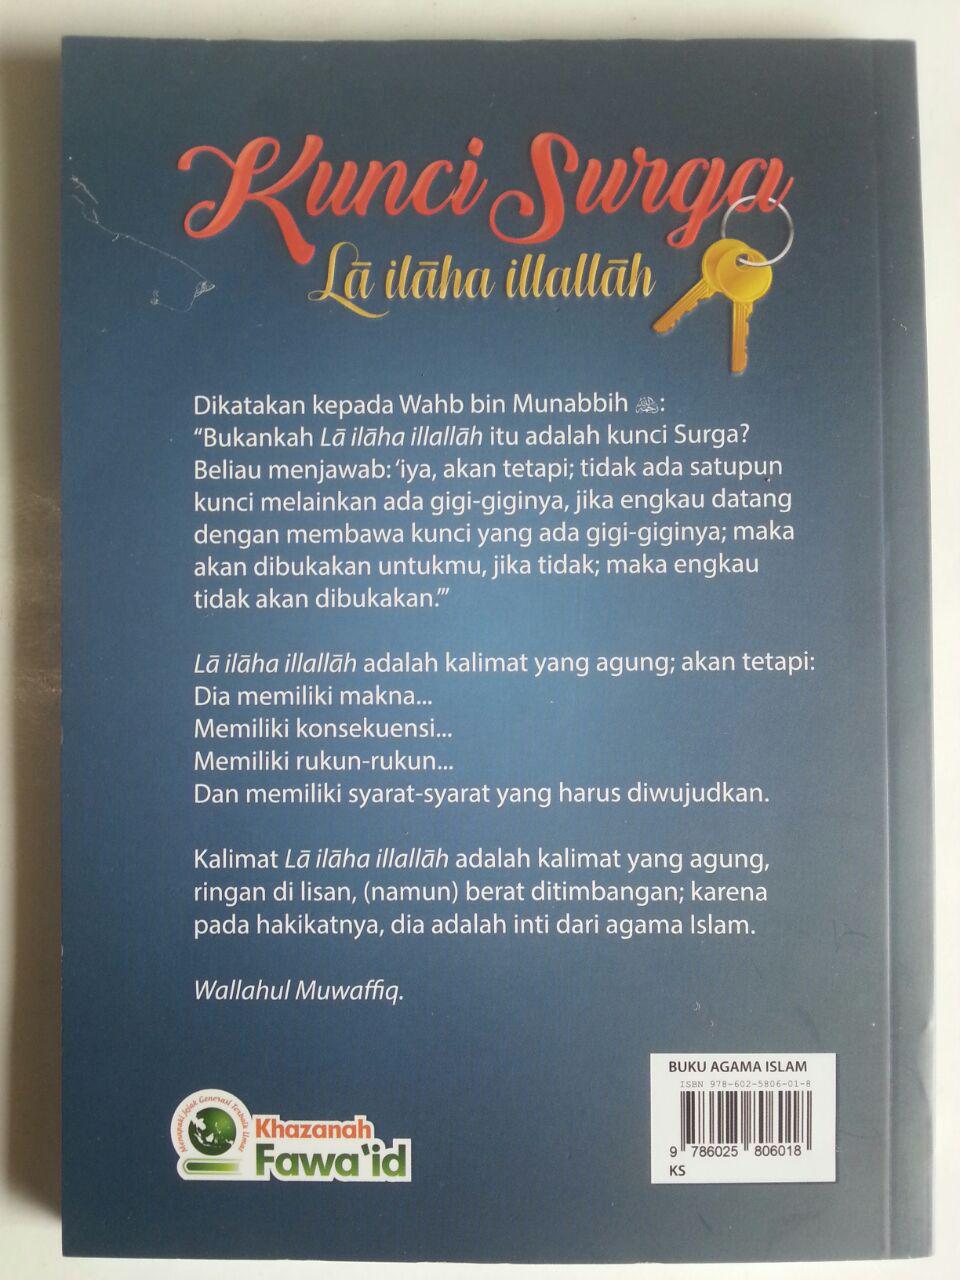 Kunci Surga
Lā ilāha illallāh
Dikatakan kepada Wahb bin Munabbih :
“Bukankah Lā ilāha illallāh itu adalah kunci Surga?
Beliau menjawab: ‘iya, akan tetapi; tidak ada satupun
kunci melainkan ada gigi-giginya, jika engkau datang
dengan membawa kunci yang ada gigi-giginya; maka
akan dibukakan untukmu, jika tidak; maka engkau
tidak akan dibukakan.’”
Lā ilāha illallāh adalah kalimat yang agung; akan tetapi:
Dia memiliki makna...
Memiliki konsekuensi...
Memiliki rukun-rukun...
Dan memiliki syarat-syarat yang harus diwujudkan.
Kalimat Lā ilāha illallāh adalah kalimat yang agung,
ringan di lisan, (namun) berat ditimbangan; karena
pada hakikatnya, dia adalah inti dari agama Islam.
Wallahul Muwaffiq.
Menapaki Jejak Generasi Terbaik Umat
Khazanah
Fawa'id
BUKU AGAMA ISLAM
ISBN 978-602-5806-01-8
9 786025 806018
KS